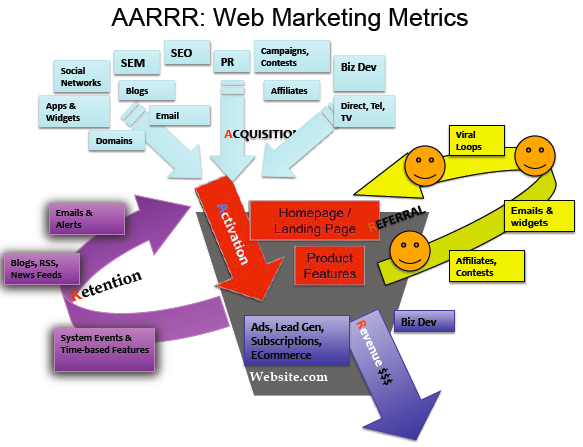 AARRR: Web Marketing Metrics
SEO
Campaigns,
Contests
SEM
PR
Biz Dev
Social
Networks
Blogs
Affiliates
Apps &
Widgets
Email
Direct, Tel,
TV
Domains
ACQUISITION
Viral
Loops
Emails &
Alerts
Activation
Homepage /
Landing Page
REFERRAL
Emails &
widgets
Blogs, RSS,
News Feeds
Retention
Product
Features
Affiliates,
Contests
System Events &
Time-based Features
Ads, Lead Gen,
Subscriptions,
ECommerce
Biz Dev
Revenue $$$
Website.com